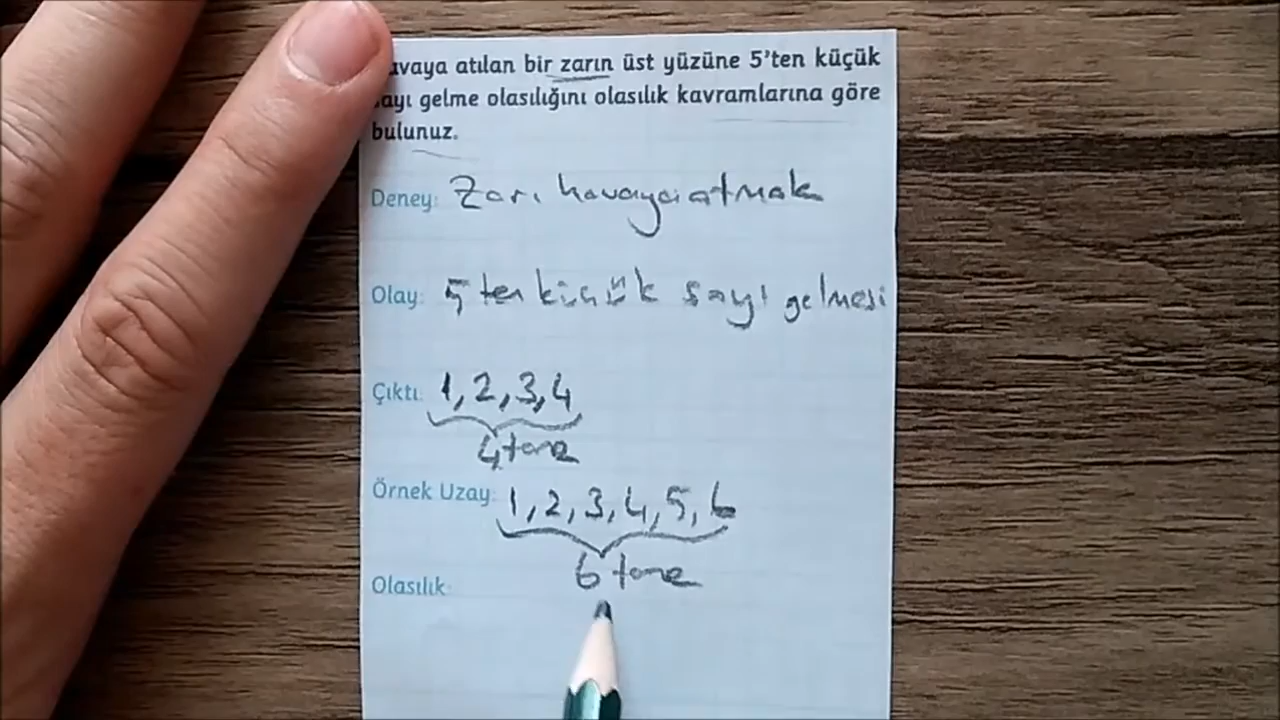 avaya atılan bir zarın üst yüzüne 5'ten küçük
ayı gelme olasılığını olasılık kavramlarına göre
bulunuz.
Deney: Zarı havaya atmak
Olay: 5 ten küçük sayı gelmesi
Çıktı: 1, 2, 3, 4
4 tane
Örnek Uzay: 1, 2, 3, 4, 5, 6
6 tane
Olasılık: